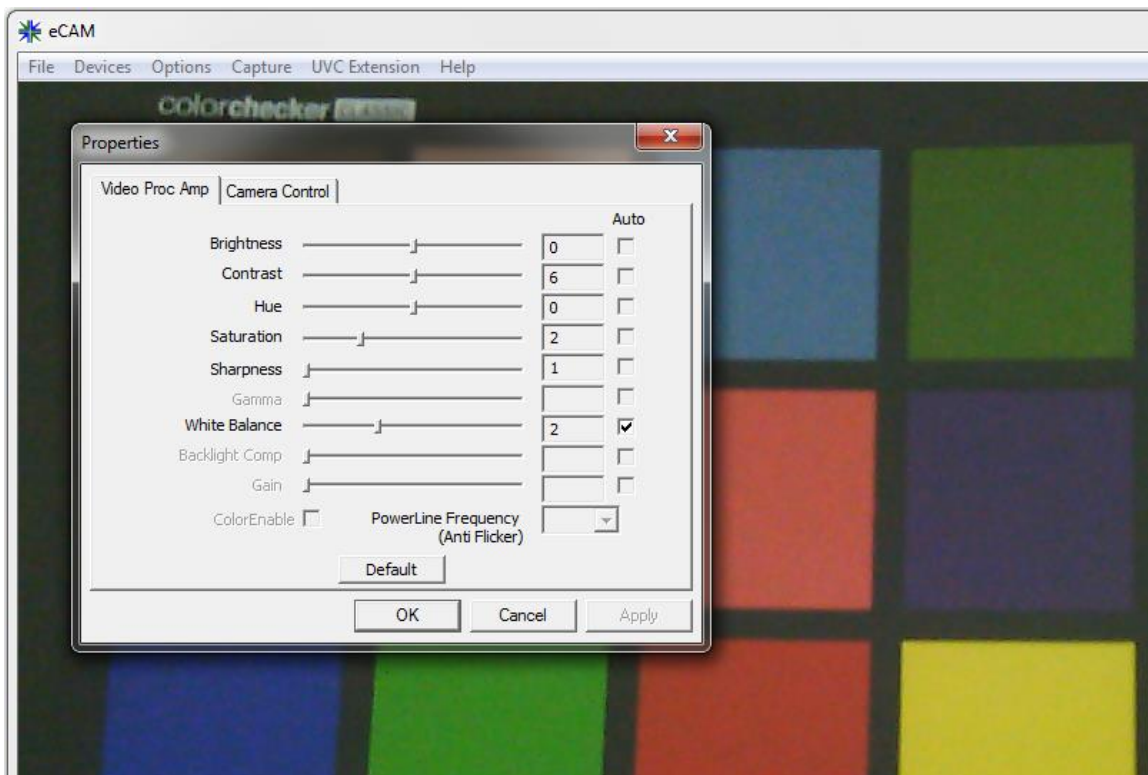 eCAM
File Devices Options Capture UVC Extension Help
colorchecker CLASSIC
Properties
Video Proc Amp Camera Control
Auto
Brightness 0
Contrast 6
Hue 0
Saturation 2
Sharpness 1
Gamma
White Balance 2
Backlight Comp
Gain
ColorEnable PowerLine Frequency
(Anti Flicker)
Default
OK Cancel Apply